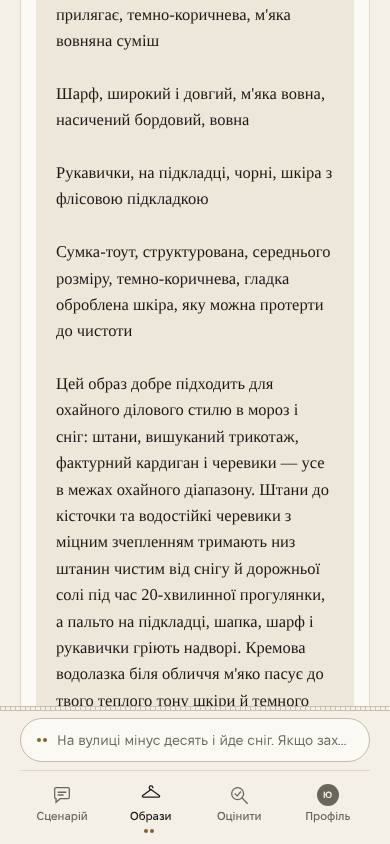 прилягає, темно-коричнева, м'яка
вовняна суміш
Шарф, широкий і довгий, м'яка вовна,
насичений бордовий, вовна
Рукавички, на підкладці, чорні, шкіра з
флісовою підкладкою
Сумка-тоут, структурована, середнього
розміру, темно-коричнева, гладка
оброблена шкіра, яку можна протерти
до чистоти
Цей образ добре підходить для
охайного ділового стилю в мороз і
сніг: штани, вишуканий трикотаж,
фактурний кардиган і черевики — усе
в межах охайного діапазону. Штани до
кісточки та водостійкі черевики з
міцним зчепленням тримають низ
штанин чистим від снігу й дорожньої
солі під час 20-хвилинної прогулянки,
а пальто на підкладці, шапка, шарф і
рукавички гріють надворі. Кремова
водолазка біля обличчя м'яко пасує до
твого теплого тону шкіри й темного
На вулиці мінус десять і йде сніг. Якщо зах...
Сценарій
Образи
Оцінити
Ю
Профіль